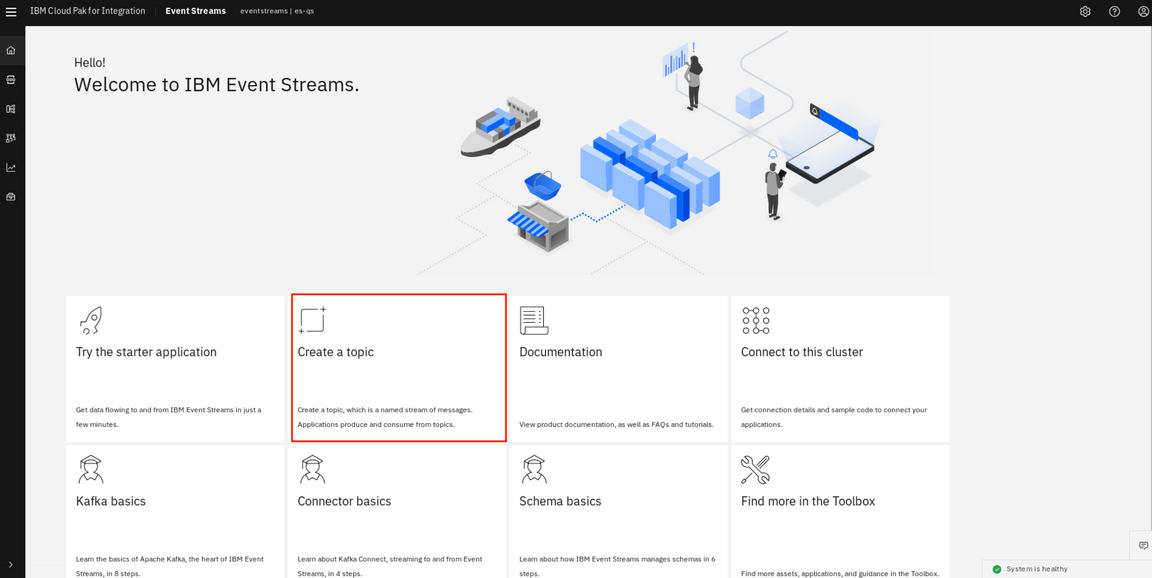 IBM Cloud Pak for Integration Event Streams eventstreams | es-qs
Hello!
Welcome to IBM Event Streams.
Try the starter application
Get data flowing to and from IBM Event Streams in just a
few minutes.
Create a topic
Create a topic, which is a named stream of messages.
Applications produce and consume from topics.
Documentation
View product documentation, as well as FAQs and tutorials.
Connect to this cluster
Get connection details and sample code to connect your
applications.
Kafka basics
Learn the basics of Apache Kafka, the heart of IBM Event
Streams, in 8 steps.
Connector basics
Learn about Kafka Connect, streaming to and from Event
Streams, in 4 steps.
Schema basics
Learn about how IBM Event Streams manages schemas in 6
steps.
Find more in the Toolbox
Find more assets, applications, and guidance in the Toolbox.
System is healthy